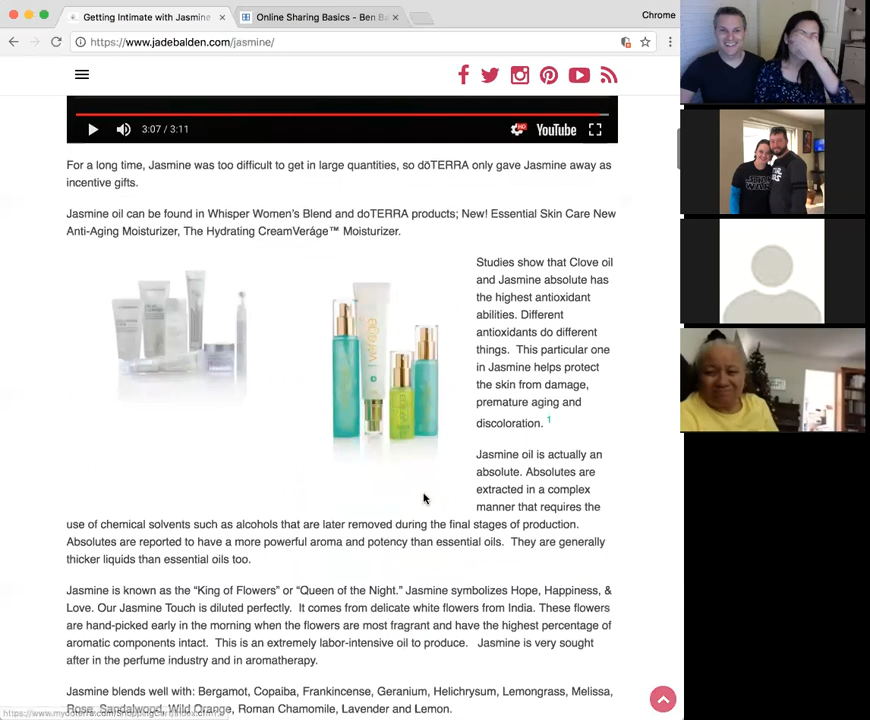 Getting Intimate with Jasmine
Online Sharing Basics - Ben Ba
Chrome
https://www.jadebalden.com/jasmine/
3:07 / 3:11
HD
YouTube
For a long time, Jasmine was too difficult to get in large quantities, so dōTERRA only gave Jasmine away as
incentive gifts.
Jasmine oil can be found in Whisper Women's Blend and doTERRA products; New! Essential Skin Care New
Anti-Aging Moisturizer, The Hydrating CreamVeráge™ Moisturizer.
Studies show that Clove oil
and Jasmine absolute has
the highest antioxidant
abilities. Different
antioxidants do different
things.  This particular one
in Jasmine helps protect
the skin from damage,
premature aging and
discoloration. 1
veráge
Jasmine oil is actually an
absolute. Absolutes are
extracted in a complex
manner that requires the
use of chemical solvents such as alcohols that are later removed during the final stages of production.
Absolutes are reported to have a more powerful aroma and potency than essential oils.  They are generally
thicker liquids than essential oils too.
Jasmine is known as the “King of Flowers” or “Queen of the Night.” Jasmine symbolizes Hope, Happiness, &
Love. Our Jasmine Touch is diluted perfectly.  It comes from delicate white flowers from India. These flowers
are hand-picked early in the morning when the flowers are most fragrant and have the highest percentage of
aromatic components intact.  This is an extremely labor-intensive oil to produce.   Jasmine is very sought
after in the perfume industry and in aromatherapy.
Jasmine blends well with: Bergamot, Copaiba, Frankincense, Geranium, Helichrysum, Lemongrass, Melissa,
Rose, Sandalwood, Wild Orange, Roman Chamomile, Lavender and Lemon.
STAR
WARS